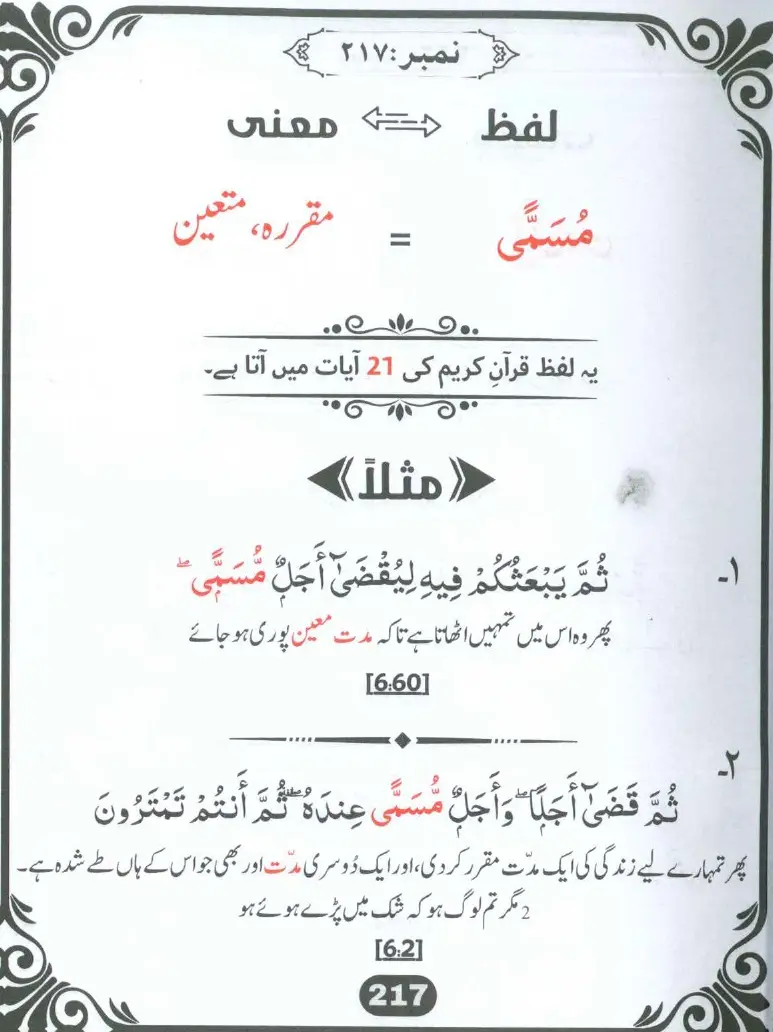 نمبر:۲۱۷
لفظ ⇐⇒ معنی
مُسَمًّى = مقررہ، متعین
یہ لفظ قرآنِ کریم کی 21 آیات میں آتا ہے۔
مثلاً
۱۔ ثُمَّ يَبْعَثُكُمْ فِيهِ لِيُقْضَىٰٓ أَجَلٌ مُّسَمًّى ۖ
پھر وہ اس میں تمہیں اٹھاتا ہے تاکہ مدت معین پوری ہو جائے
[6:60]
۲۔ ثُمَّ قَضَىٰٓ أَجَلًا ۖ وَأَجَلٌ مُّسَمًّى عِندَهُ ۖ ثُمَّ أَنتُمْ تَمْتَرُونَ
پھر تمہارے لیے زندگی کی ایک مدّت مقرر کر دی، اور ایک دُوسری مدّت اور بھی جو اس کے ہاں طے شدہ ہے۔
2 مگر تم لوگ ہو کہ شک میں پڑے ہوئے ہو
[6:2]
217